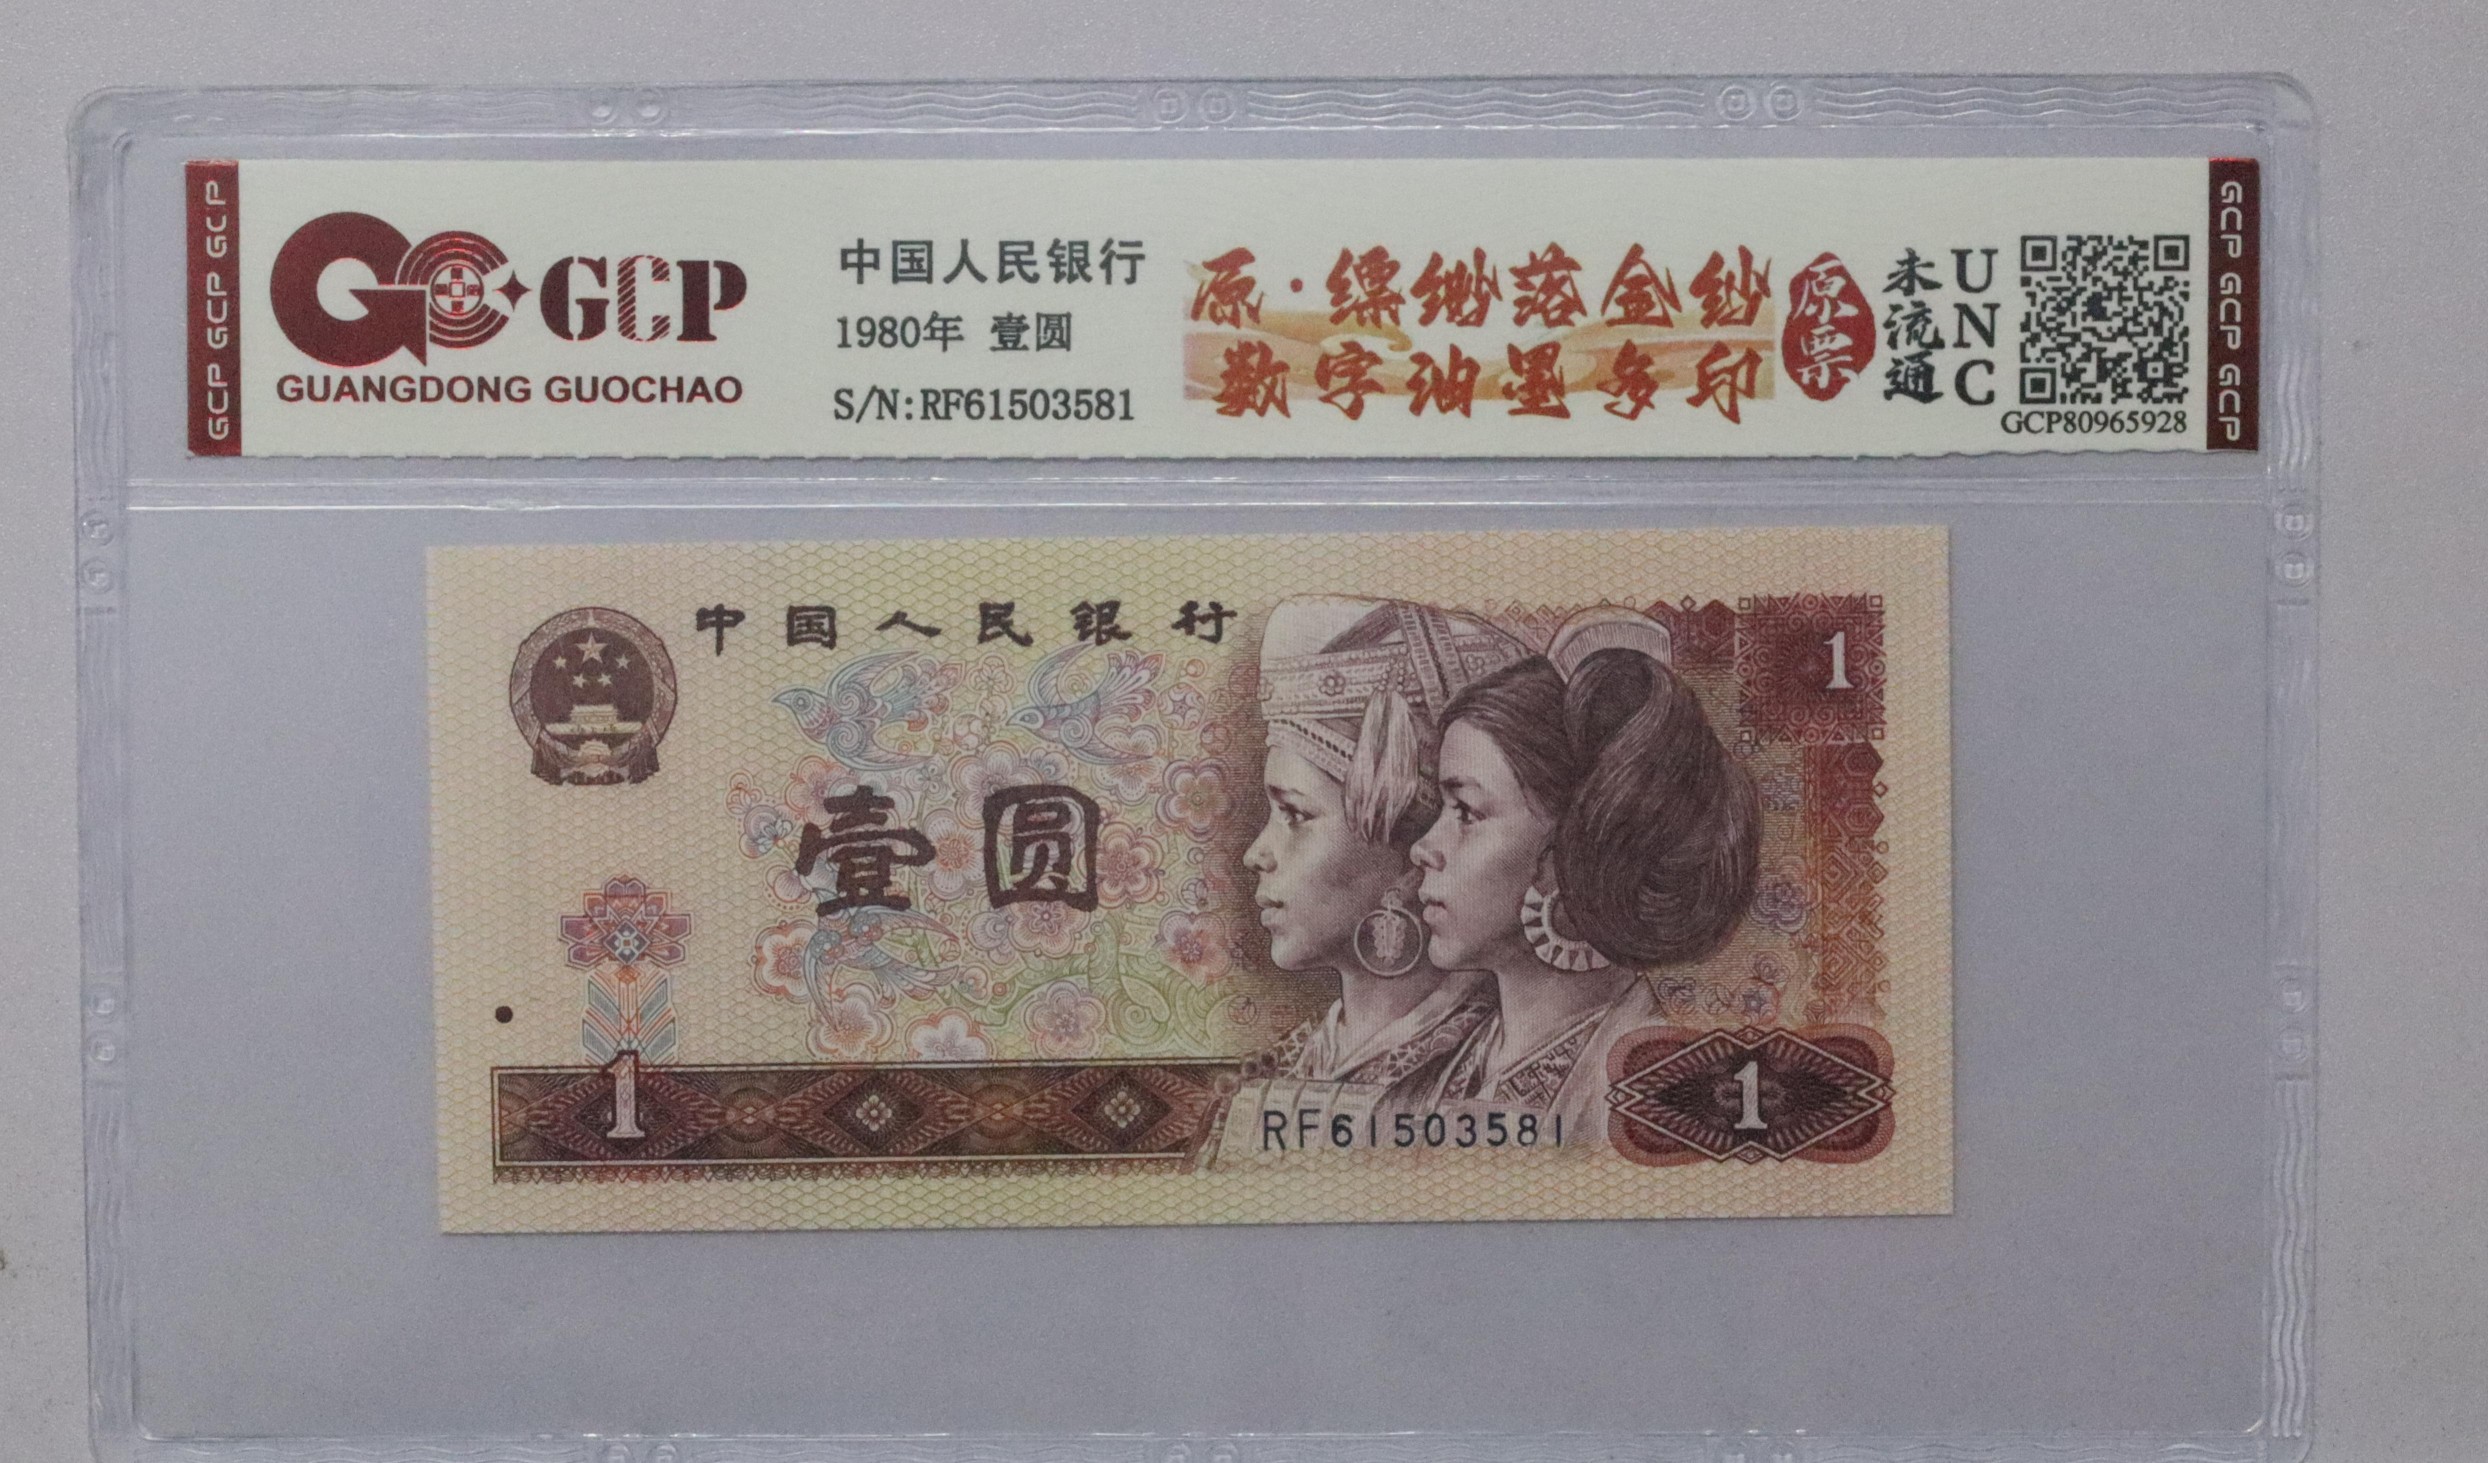 GCP GCP GCP
GCP
GUANGDONG GUOCHAO
中国人民银行
1980年 壹圆
S/N:RF61503581
原·缥缈落金纱
数字油墨多印
原票
未流通
UNC
GCP80965928
GCP GCP GCP
中国人民银行
1
壹圆
1
RF61503581
1